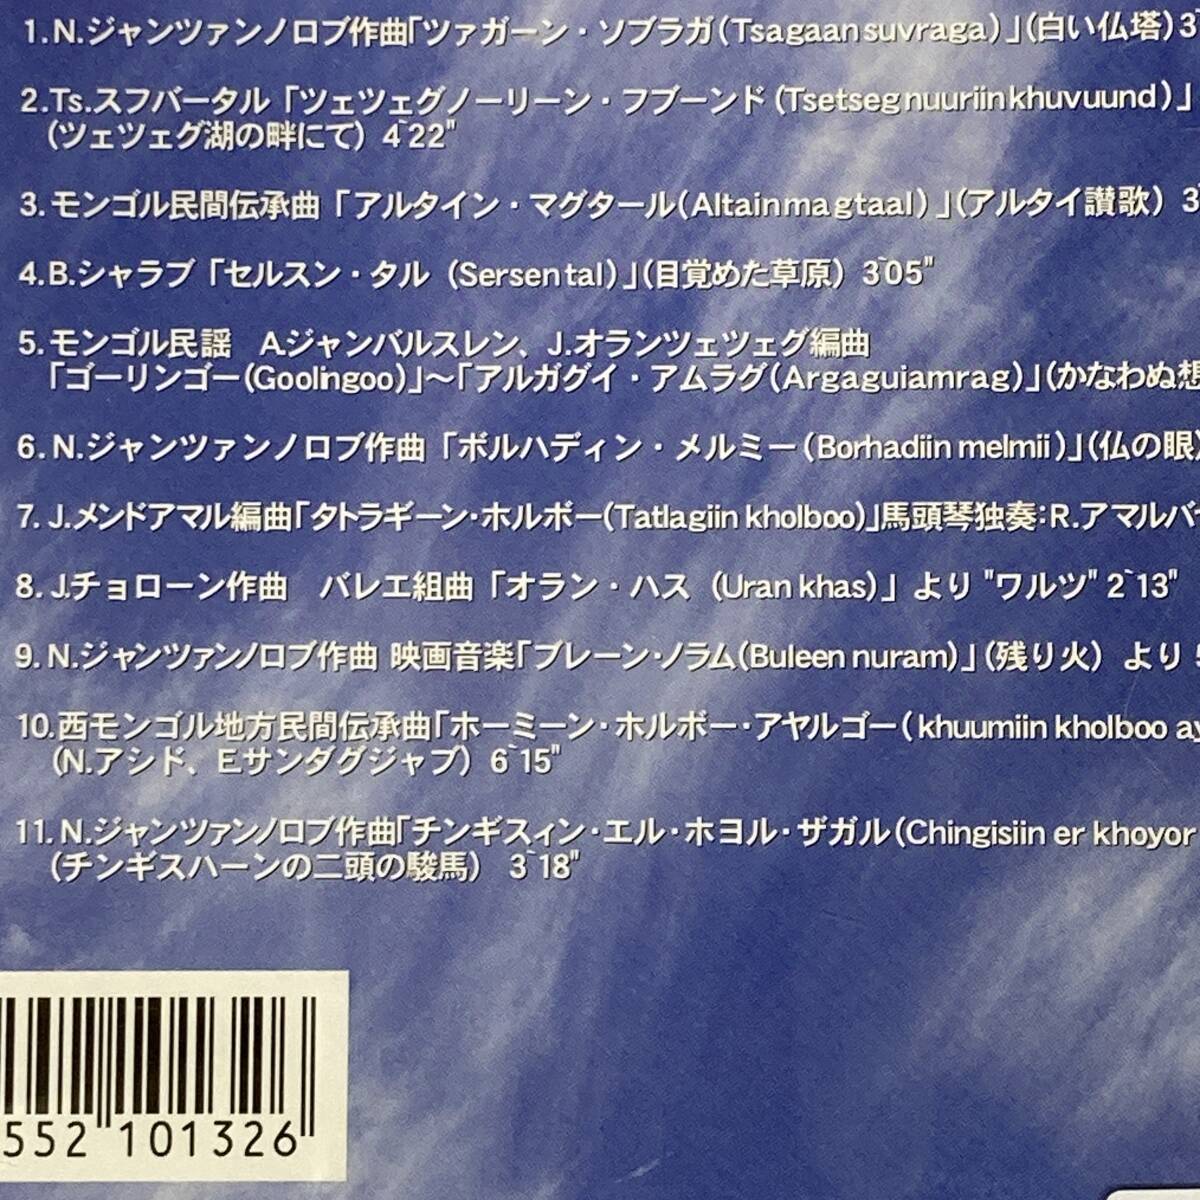 1.N.ジャンツァンノロブ作曲「ツァガーン・ソブラガ(Tsagaan suvraga)」(白い仏塔)3
2.Ts.スフバータル「ツェツェグノーリーン・フブーンド(Tsetseg nuuriin khuvuund)」
(ツェツェグ湖の畔にて) 4~22"
3.モンゴル民間伝承曲「アルタイン・マグタール(Altain magtaal)」(アルタイ讃歌) 3
4.B.シャラブ「セルスン・タル (Sersen tal)」(目覚めた草原) 3~05"
5.モンゴル民謡 A.ジャンバルスレン、J.オランツェツェグ編曲
「ゴーリンゴー(Goolingoo)」〜「アルガグイ・アムラグ(Argagui amrag)」(かなわぬ想
6.N.ジャンツァンノロブ作曲「ボルハディン・メルミー(Borhadiin melmii)」(仏の眼)
7.J.メンドアマル編曲「タトラギーン・ホルボー(Tatlagiin kholboo)」馬頭琴独奏:R.アマルバ
8.J.チョローン作曲 バレエ組曲「オラン・ハス (Uran khas)」より "ワルツ" 2~13"
9.N.ジャンツァンノロブ作曲 映画音楽「ブレーン・ノラム(Buleen nuram)」(残り火) より
10.西モンゴル地方民間伝承曲「ホーミーン・ホルボー・アヤルゴー(khuumiin kholboo ay
(N.アシド、E.サンダグジャブ) 6~15"
11.N.ジャンツァンノロブ作曲「チンギスィン・エル・ホヨル・ザガル(Chingisiin er khoyor
(チンギスハーンの二頭の駿馬) 3~18"
552 101326